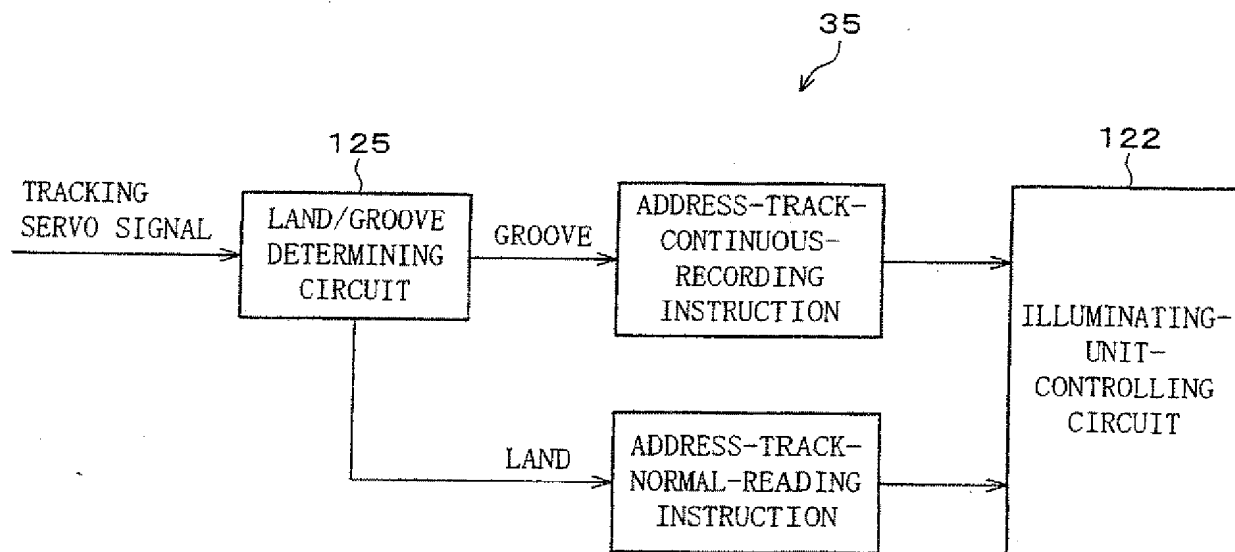 35
125
122
TRACKING
SERVO SIGNAL
LAND/GROOVE
DETERMINING
CIRCUIT
GROOVE
ADDRESS-TRACK-
CONTINUOUS-
RECORDING
INSTRUCTION
ILLUMINATING-
UNIT-
CONTROLLING
CIRCUIT
LAND
ADDRESS-TRACK-
NORMAL-READING
INSTRUCTION